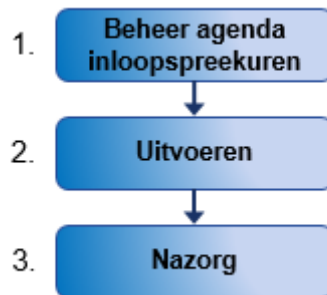 1. Beheer agenda
inloopspreekuren
2. Uitvoeren
3. Nazorg